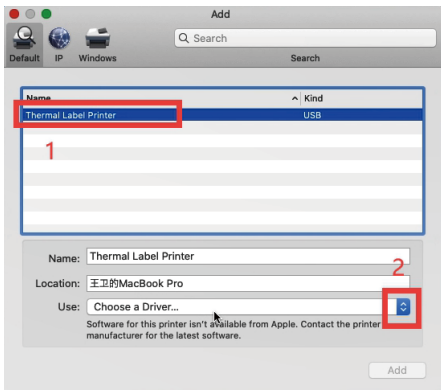 Add
Search
Default IP Windows
Search
Name Kind
Thermal Label Printer USB
1
Name: Thermal Label Printer
2
Location: 王卫的MacBook Pro
Use: Choose a Driver...
Software for this printer isn't available from Apple. Contact the printer
manufacturer for the latest software.
Add